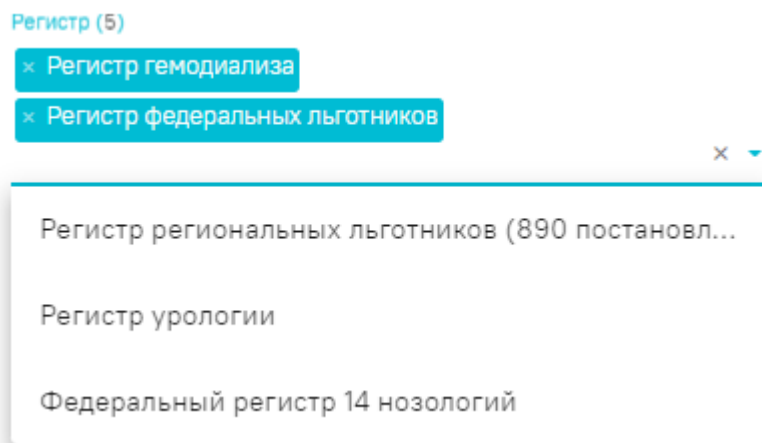 Регистр (5)
× Регистр гемодиализа
× Регистр федеральных льготников
Регистр региональных льготников (890 постановл...
Регистр урологии
Федеральный регистр 14 нозологий